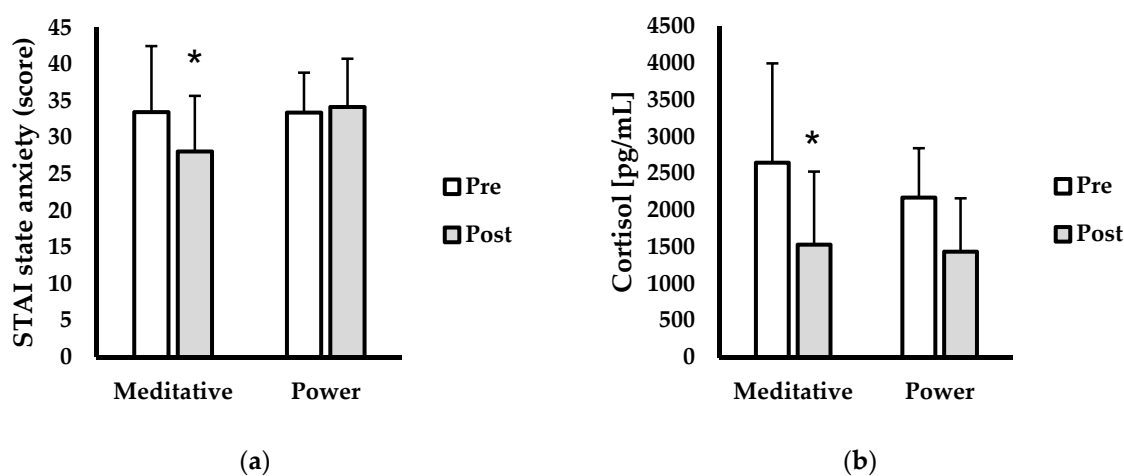 STAI state anxiety (score)
45
40
35
30
25
20
15
10
5
0
*
Meditative Power
Pre
Post
(a)
Cortisol [pg/mL]
4500
4000
3500
3000
2500
2000
1500
1000
500
0
*
Meditative Power
Pre
Post
(b)